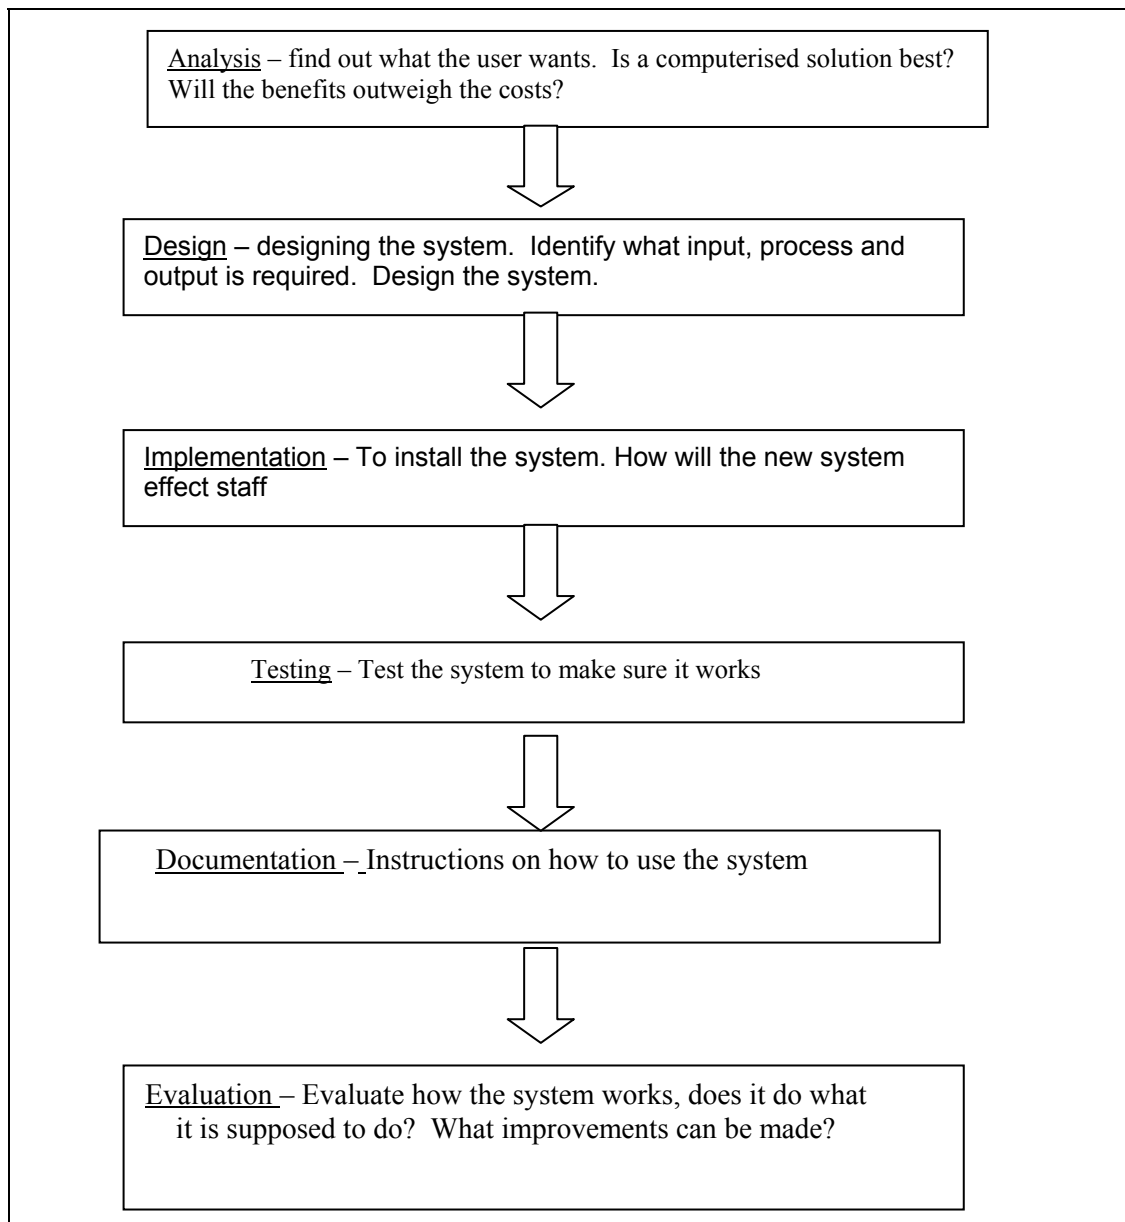 Analysis – find out what the user wants.  Is a computerised solution best?
Will the benefits outweigh the costs?
Design – designing the system.  Identify what input, process and
output is required.  Design the system.
Implementation – To install the system. How will the new system
effect staff
Testing – Test the system to make sure it works
Documentation – Instructions on how to use the system
Evaluation – Evaluate how the system works, does it do what
it is supposed to do?  What improvements can be made?